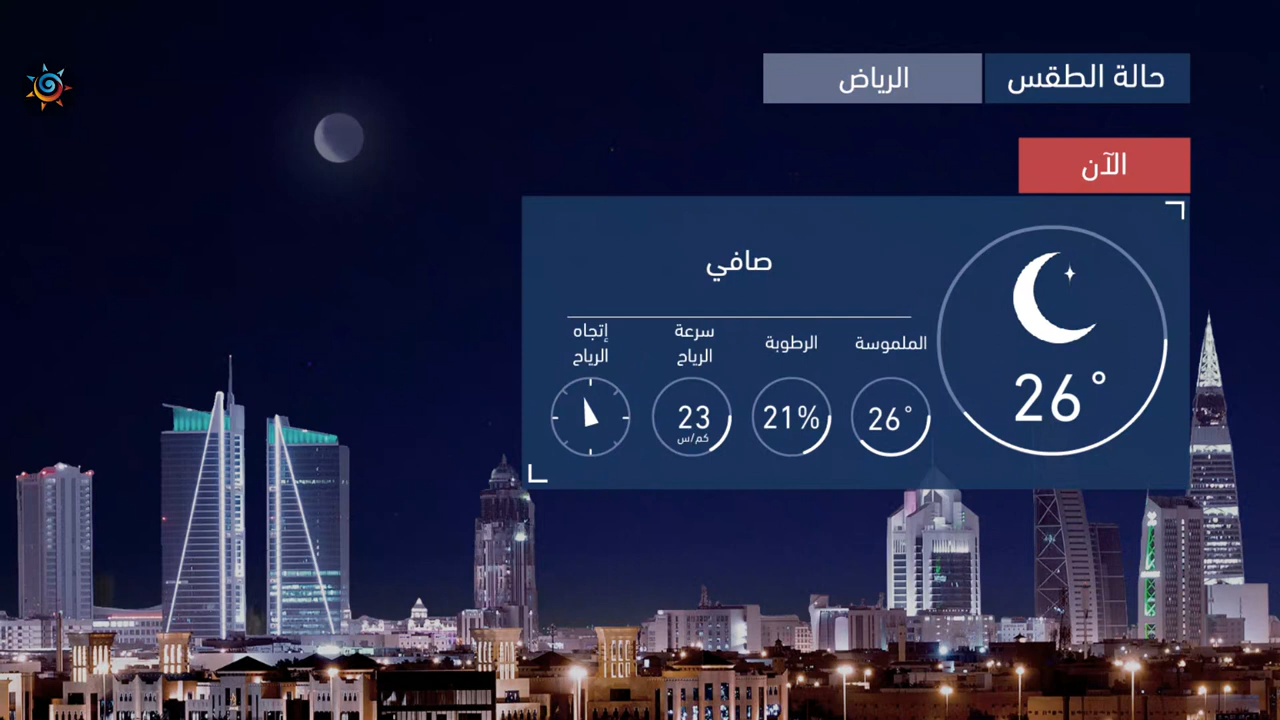 حالة الطقس
الرياض
الآن
صافي
26°
الملموسة
26°
الرطوبة
21%
سرعة
الرياح
23
كم/س
إتجاه
الرياح